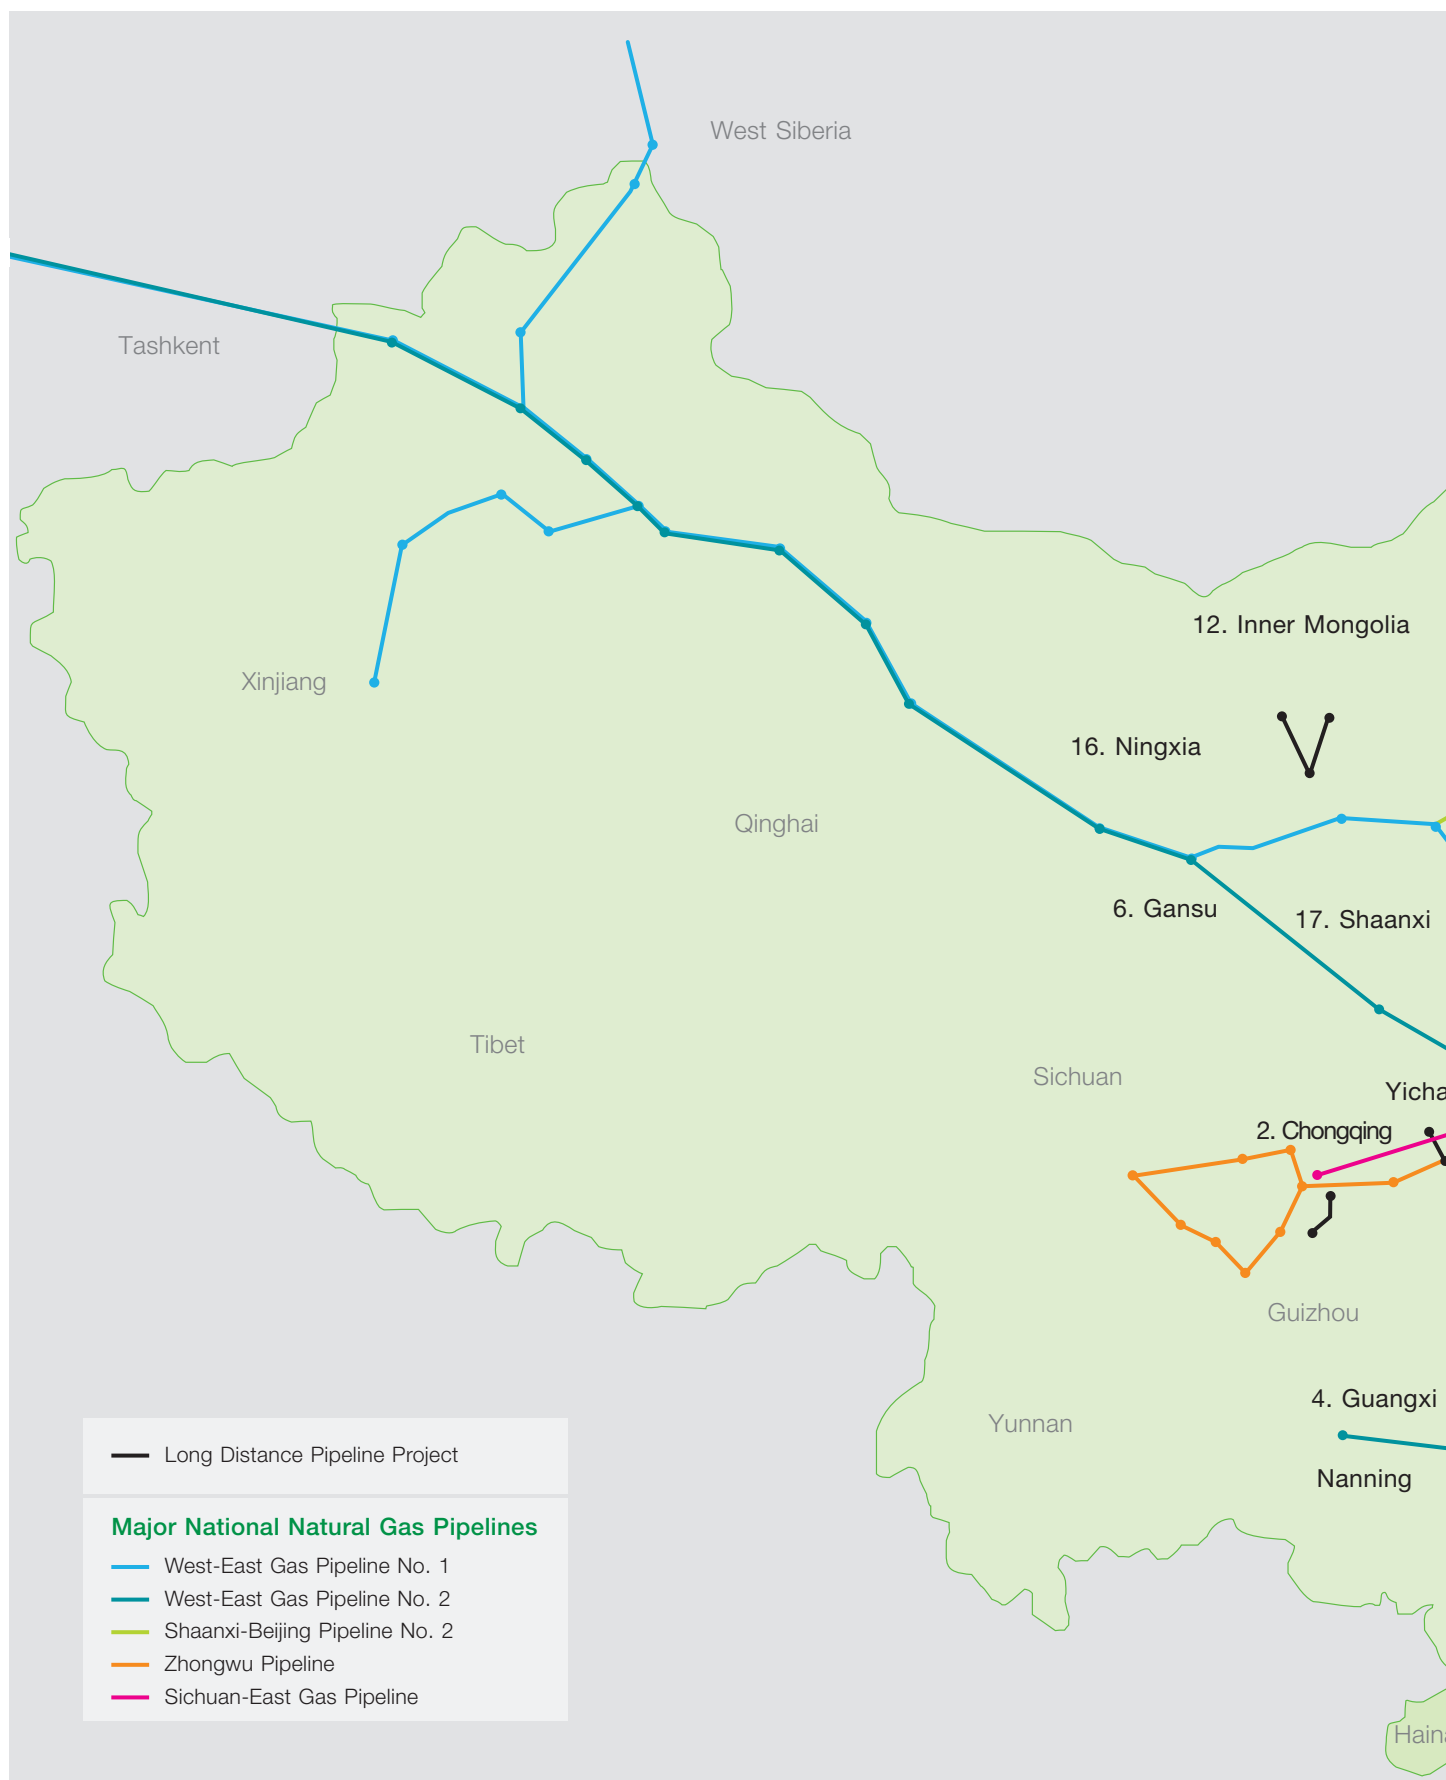 West Siberia
Tashkent
12. Inner Mongolia
Xinjiang
16. Ningxia
Qinghai
6. Gansu
17. Shaanxi
Tibet
Sichuan
Yicha
2. Chongqing
Guizhou
4. Guangxi
Yunnan
Nanning
Long Distance Pipeline Project
Major National Natural Gas Pipelines
West-East Gas Pipeline No. 1
West-East Gas Pipeline No. 2
Shaanxi-Beijing Pipeline No. 2
Zhongwu Pipeline
Sichuan-East Gas Pipeline
Haina